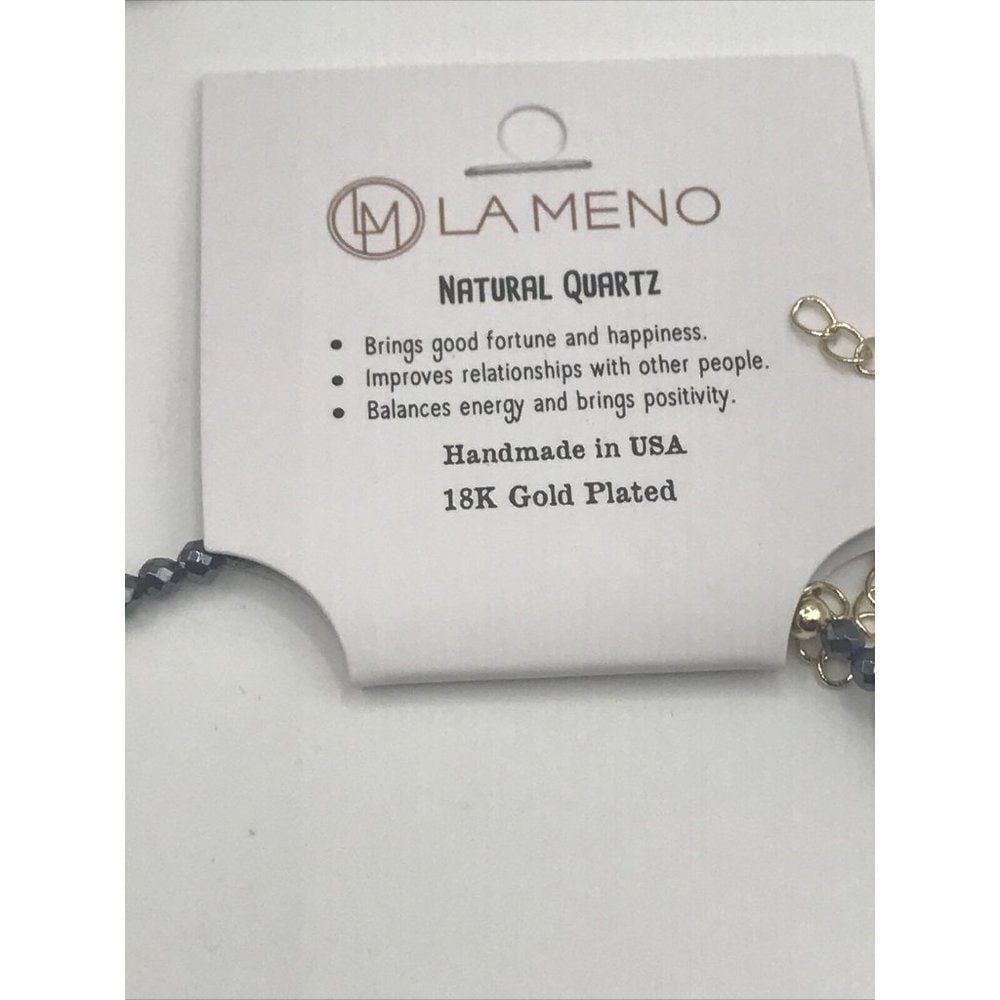 LM LA MENO
NATURAL QUARTZ
• Brings good fortune and happiness.
• Improves relationships with other people.
• Balances energy and brings positivity.
Handmade in USA
18K Gold Plated